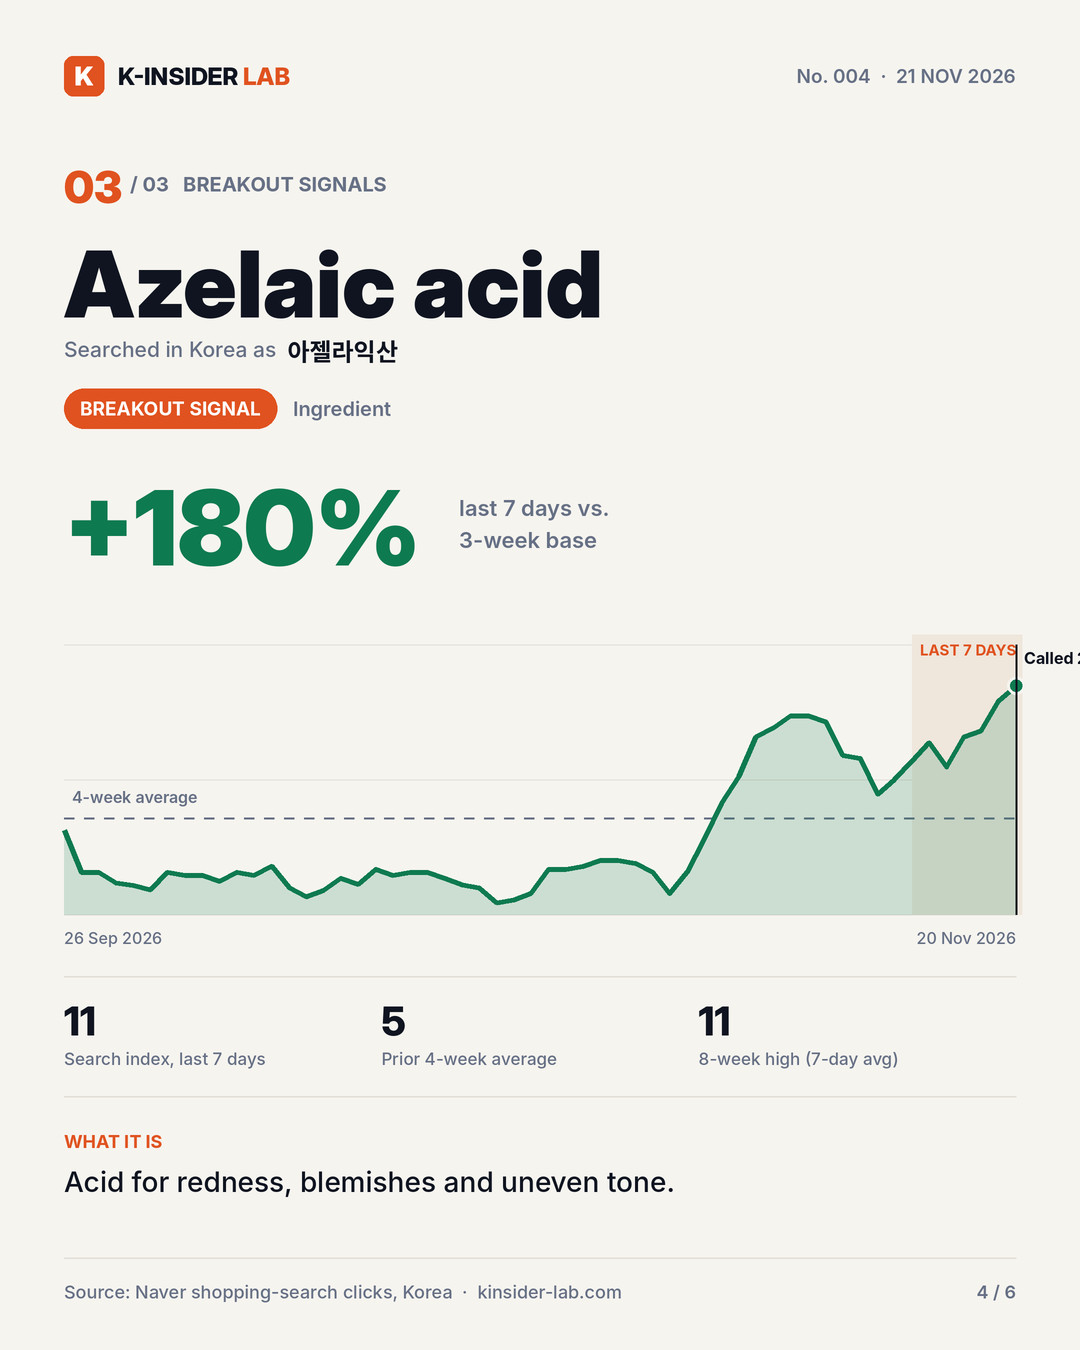 K K-INSIDER LAB
No. 004 · 21 NOV 2026
03 / 03 BREAKOUT SIGNALS
Azelaic acid
Searched in Korea as 아젤라익산
BREAKOUT SIGNAL Ingredient
+180%
last 7 days vs.
3-week base
LAST 7 DAYS
Called
4-week average
26 Sep 2026
20 Nov 2026
11
Search index, last 7 days
5
Prior 4-week average
11
8-week high (7-day avg)
WHAT IT IS
Acid for redness, blemishes and uneven tone.
Source: Naver shopping-search clicks, Korea · kinsider-lab.com
4 / 6